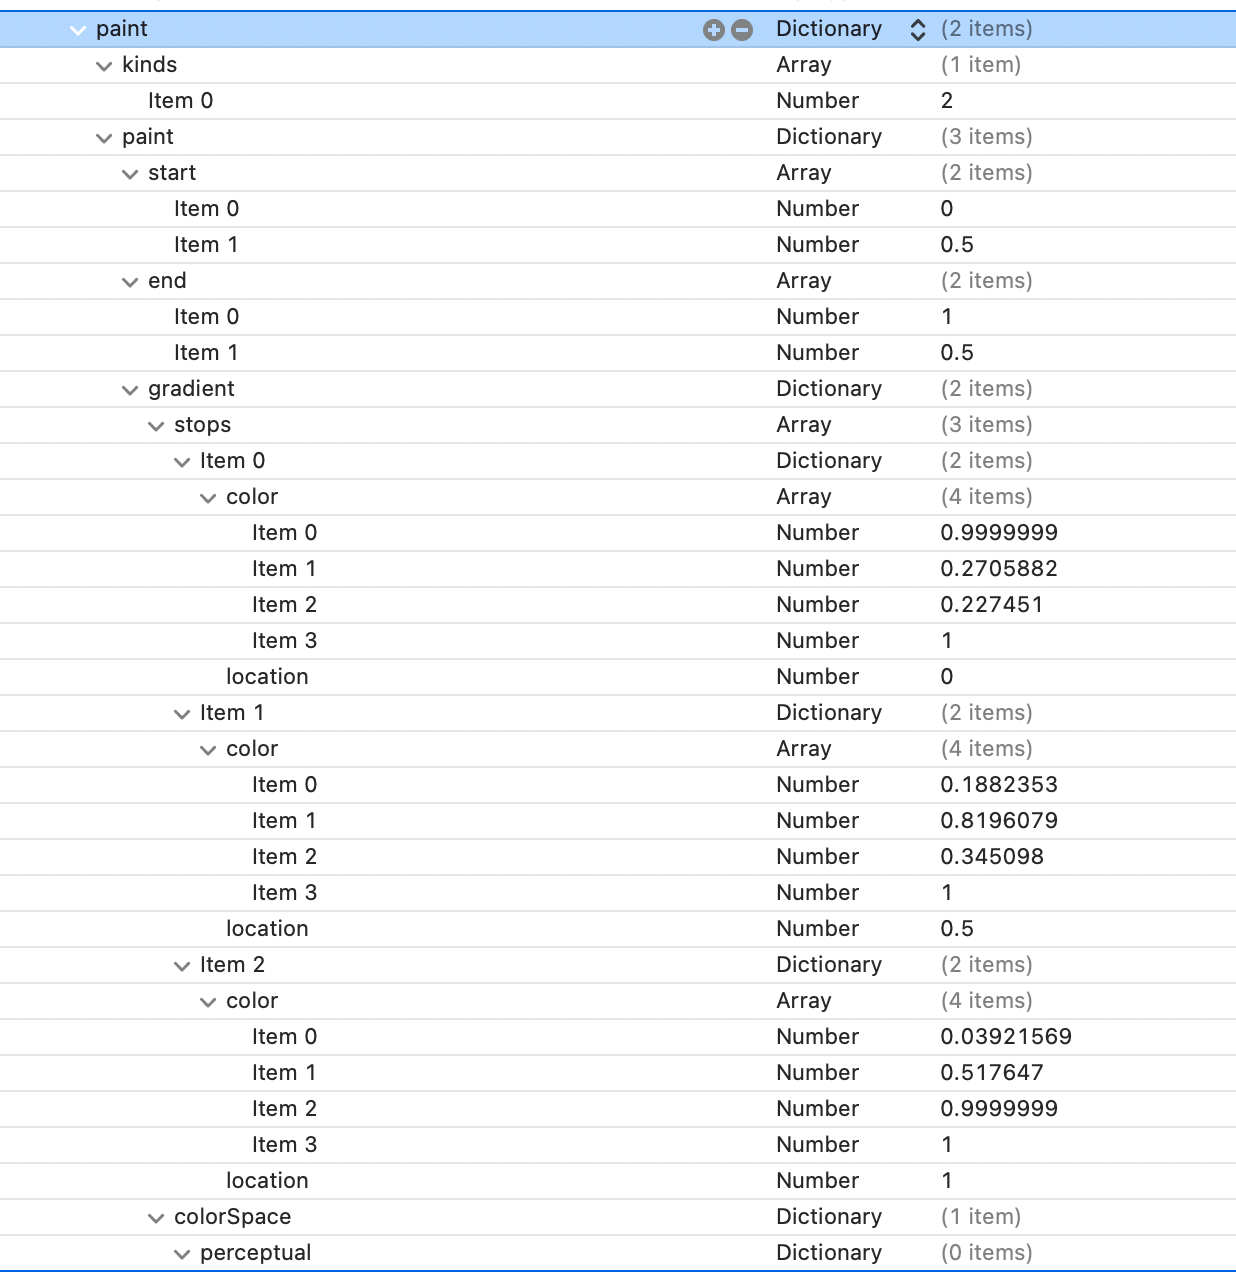 paint Dictionary (2 items)
kinds Array (1 item)
Item 0 Number 2
paint Dictionary (3 items)
start Array (2 items)
Item 0 Number 0
Item 1 Number 0.5
end Array (2 items)
Item 0 Number 1
Item 1 Number 0.5
gradient Dictionary (2 items)
stops Array (3 items)
Item 0 Dictionary (2 items)
color Array (4 items)
Item 0 Number 0.9999999
Item 1 Number 0.2705882
Item 2 Number 0.227451
Item 3 Number 1
location Number 0
Item 1 Dictionary (2 items)
color Array (4 items)
Item 0 Number 0.1882353
Item 1 Number 0.8196079
Item 2 Number 0.345098
Item 3 Number 1
location Number 0.5
Item 2 Dictionary (2 items)
color Array (4 items)
Item 0 Number 0.03921569
Item 1 Number 0.517647
Item 2 Number 0.9999999
Item 3 Number 1
location Number 1
colorSpace Dictionary (1 item)
perceptual Dictionary (0 items)